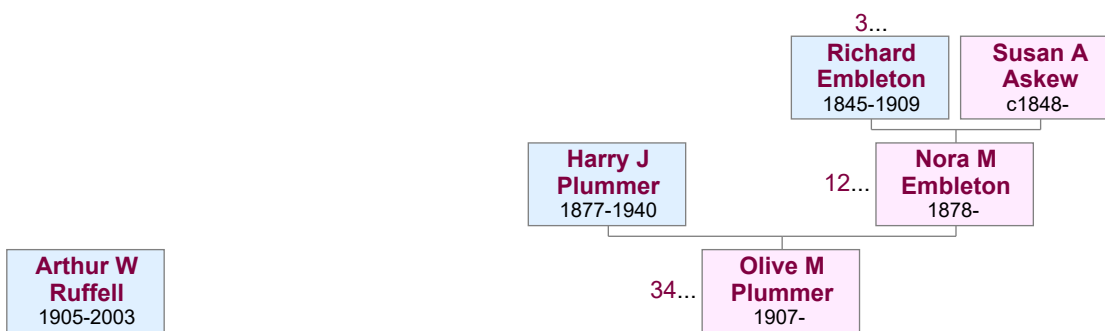 3...
Richard
Embleton
1845-1909
Susan A
Askew
c1848-
Harry J
Plummer
1877-1940
12...
Nora M
Embleton
1878-
Arthur W
Ruffell
1905-2003
34...
Olive M
Plummer
1907-